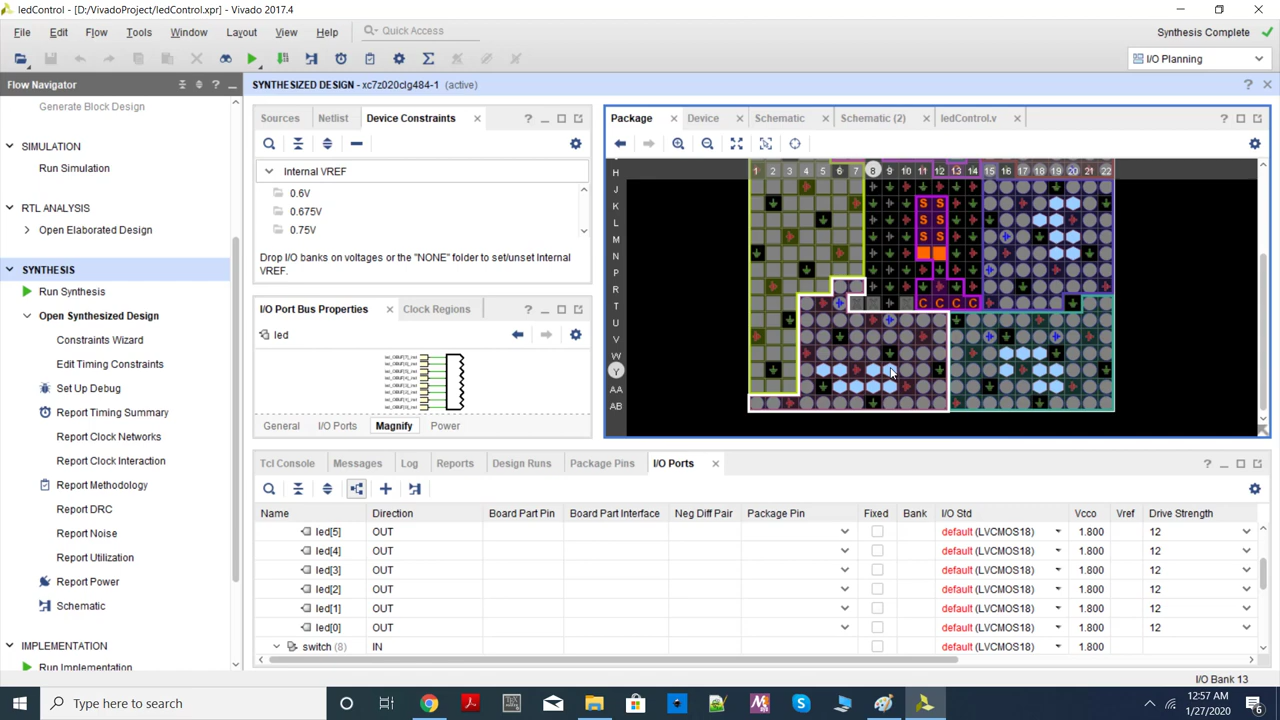 ledControl - [D:/VivadoProject/ledControl.xpr] - Vivado 2017.4
File Edit Flow Tools Window Layout View Help Quick Access Synthesis Complete
I/O Planning
Flow Navigator SYNTHESIZED DESIGN - xc7z020clg484-1 (active)
Generate Block Design
SIMULATION
Run Simulation
RTL ANALYSIS
Open Elaborated Design
SYNTHESIS
Run Synthesis
Open Synthesized Design
Constraints Wizard
Edit Timing Constraints
Set Up Debug
Report Timing Summary
Report Clock Networks
Report Clock Interaction
Report Methodology
Report DRC
Report Noise
Report Utilization
Report Power
Schematic
IMPLEMENTATION
Run Implementation
Sources Netlist Device Constraints
Internal VREF
0.6V
0.675V
0.75V
Drop I/O banks on voltages or the "NONE" folder to set/unset Internal
VREF.
I/O Port Bus Properties Clock Regions
led
General I/O Ports Magnify Power
Package Device Schematic Schematic (2) ledControl.v
1 2 3 4 5 6 7 8 9 10 11 12 13 14 15 16 17 18 19 20 21 22
H
J
K S S
L S S
M S S
N
P
R
T C C C C
U
V
W
Y
AA
AB
Tcl Console Messages Log Reports Design Runs Package Pins I/O Ports
Name Direction Board Part Pin Board Part Interface Neg Diff Pair Package Pin Fixed Bank I/O Std Vcco Vref Drive Strength
led[5] OUT default (LVCMOS18) 1.800 12
led[4] OUT default (LVCMOS18) 1.800 12
led[3] OUT default (LVCMOS18) 1.800 12
led[2] OUT default (LVCMOS18) 1.800 12
led[1] OUT default (LVCMOS18) 1.800 12
led[0] OUT default (LVCMOS18) 1.800 12
switch (8) IN default (LVCMOS18) 1.800
I/O Bank 13
Type here to search
12:57 AM
1/27/2020
6